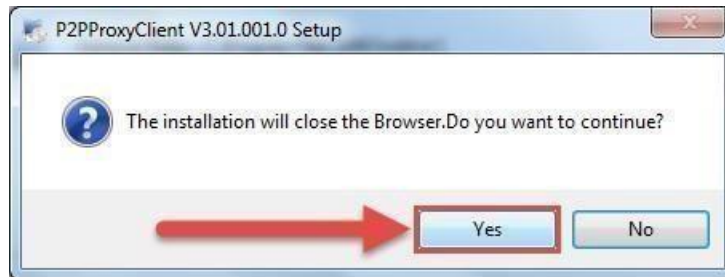 P2PProxyClient V3.01.001.0 Setup
The installation will close the Browser.Do you want to continue?
Yes
No